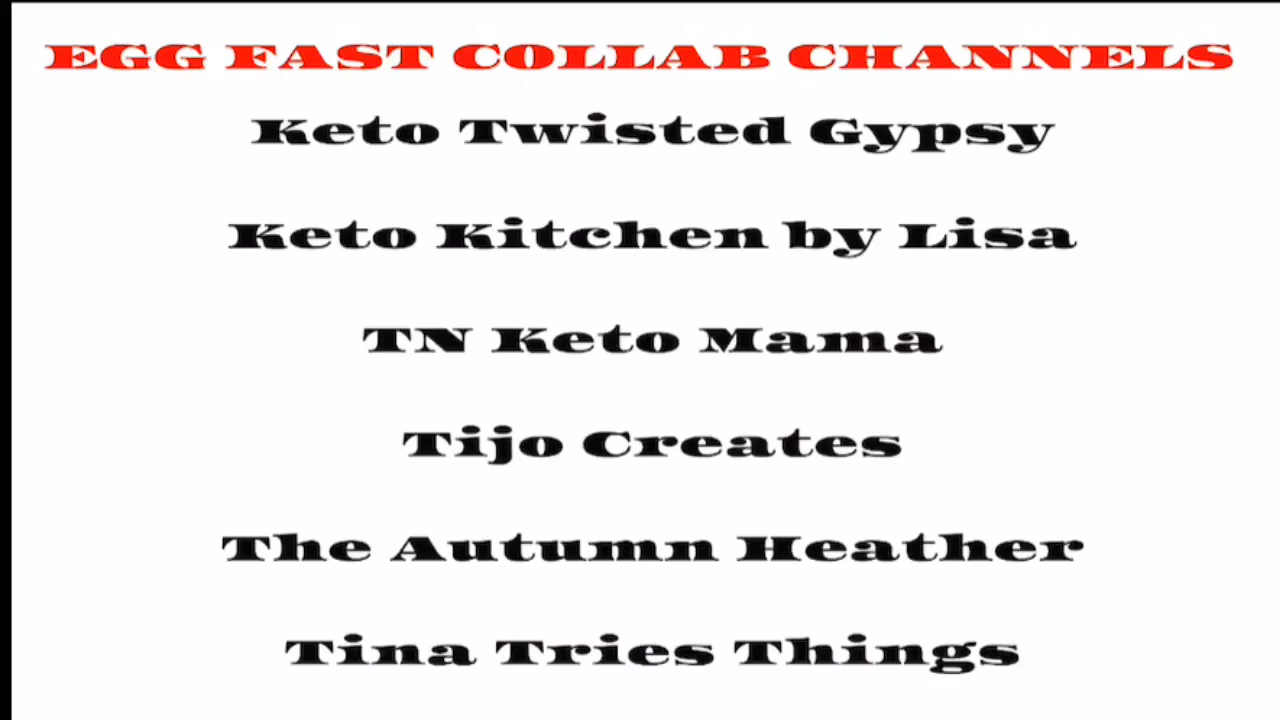 EGG FAST COLLAB CHANNELS
Keto Twisted Gypsy
Keto Kitchen by Lisa
TN Keto Mama
Tijo Creates
The Autumn Heather
Tina Tries Things